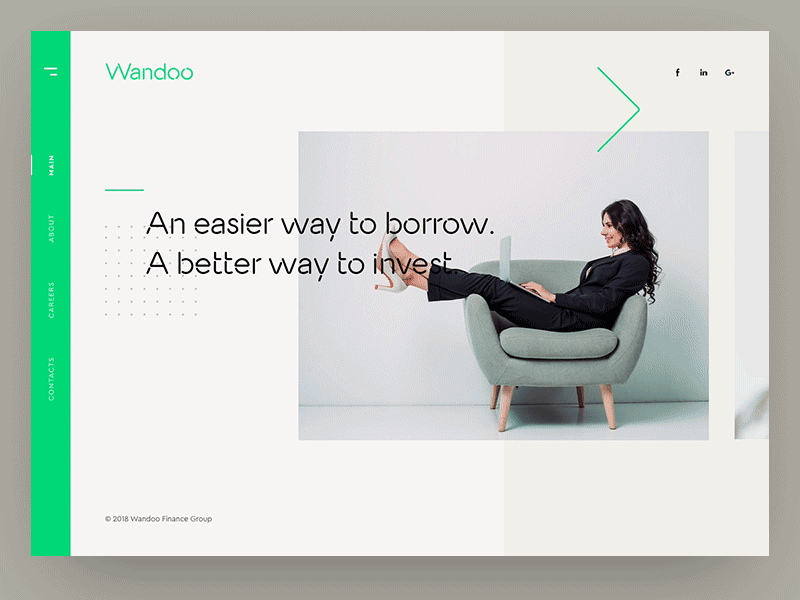 Wandoo
f
in
G+
MAIN
ABOUT
CAREERS
CONTACTS
An easier way to borrow.
A better way to invest.
© 2018 Wandoo Finance Group